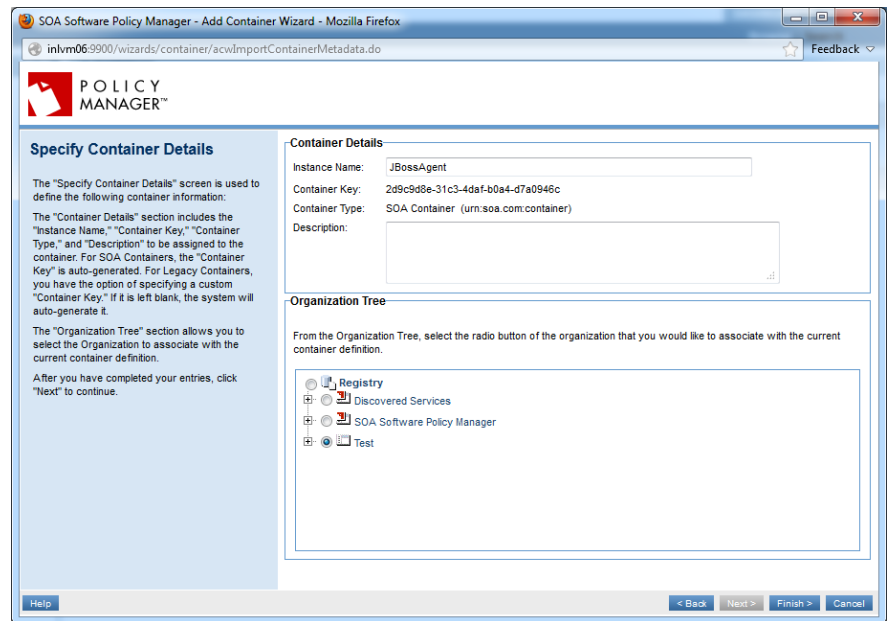 SOA Software Policy Manager - Add Container Wizard - Mozilla Firefox
inlvm06:9900/wizards/container/acwImportContainerMetadata.do
Feedback
POLICY
MANAGER™
Specify Container Details
The "Specify Container Details" screen is used to
define the following container information:
The "Container Details" section includes the
"Instance Name," "Container Key," "Container
Type," and "Description" to be assigned to the
container. For SOA Containers, the "Container
Key" is auto-generated. For Legacy Containers,
you have the option of specifying a custom
"Container Key." If it is left blank, the system will
auto-generate it.
The "Organization Tree" section allows you to
select the Organization to associate with the
current container definition.
After you have completed your entries, click
"Next" to continue.
Container Details
Instance Name: JBossAgent
Container Key: 2d9c9d8e-31c3-4daf-b0a4-d7a0946c
Container Type: SOA Container (urn:soa.com:container)
Description:
Organization Tree
From the Organization Tree, select the radio button of the organization that you would like to associate with the current
container definition.
Registry
Discovered Services
SOA Software Policy Manager
Test
Help
< Back Next > Finish > Cancel